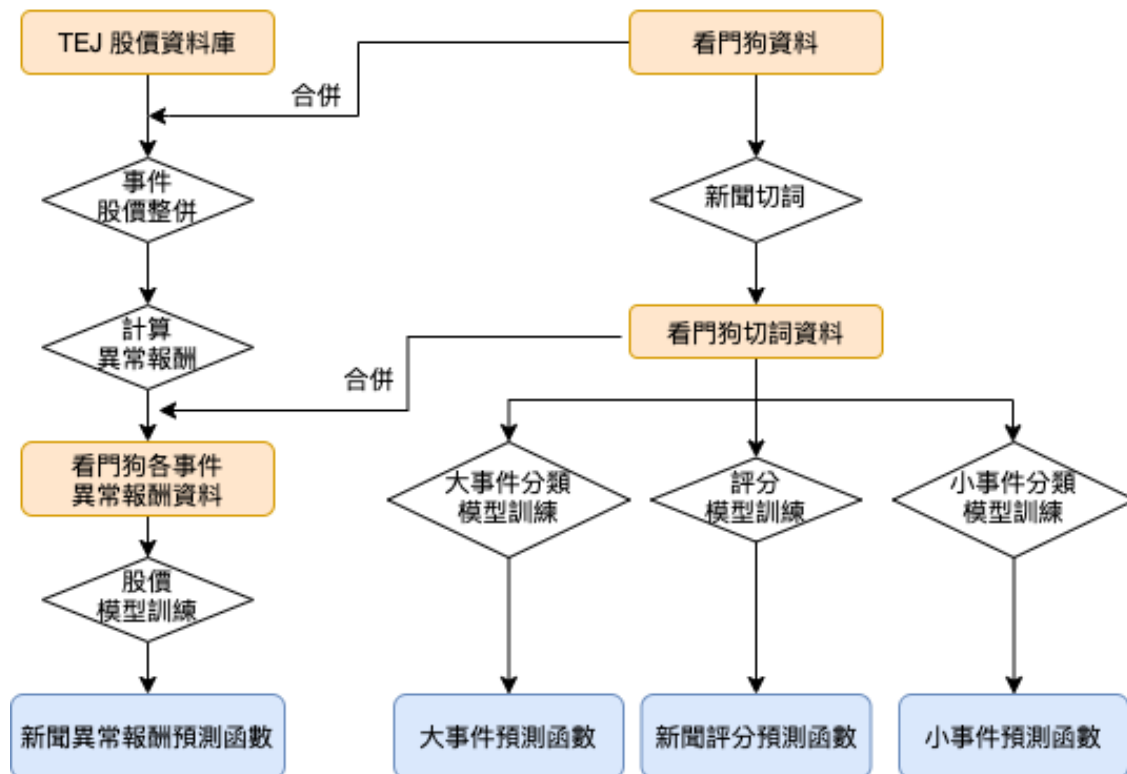 TEJ 股價資料庫
看門狗資料
合併
事件
股價整併
新聞切詞
計算
異常報酬
看門狗切詞資料
合併
看門狗各事件
異常報酬資料
大事件分類
模型訓練
評分
模型訓練
小事件分類
模型訓練
股價
模型訓練
新聞異常報酬預測函數
大事件預測函數
新聞評分預測函數
小事件預測函數